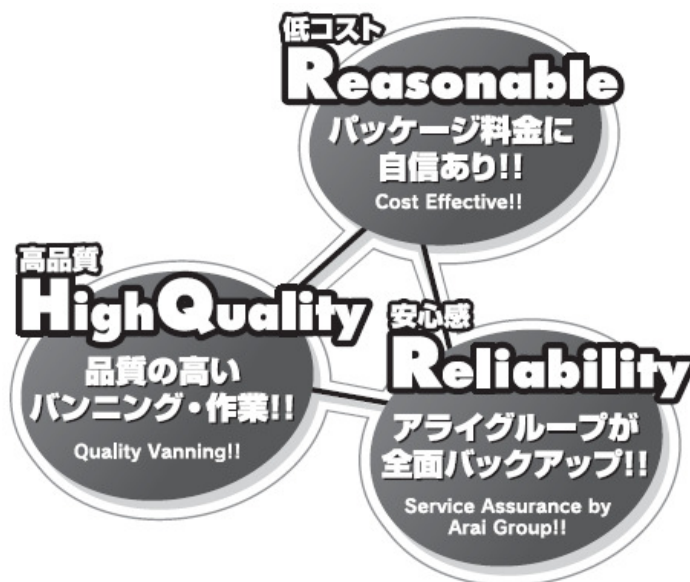 低コスト
Reasonable
パッケージ料金に
自信あり!!
Cost Effective!!
高品質
HighQuality
品質の高い
バンニング・作業!!
Quality Vanning!!
安心感
Reliability
アライグループが
全面バックアップ!!
Service Assurance by
Arai Group!!